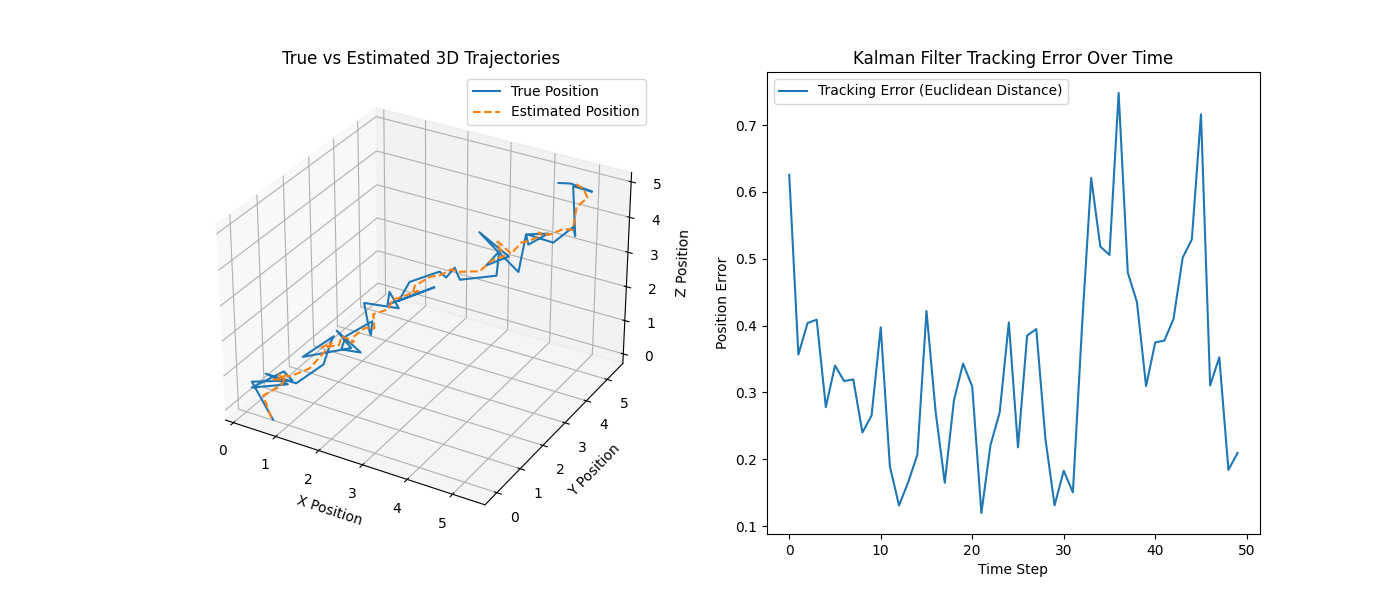 True vs Estimated 3D Trajectories
True Position
Estimated Position
0
1
2
3
4
5
X Position
0
1
2
3
4
5
Y Position
5
4
3
2
1
0
Z Position
Kalman Filter Tracking Error Over Time
Tracking Error (Euclidean Distance)
0.7
0.6
0.5
0.4
0.3
0.2
0.1
Position Error
0 10 20 30 40 50
Time Step